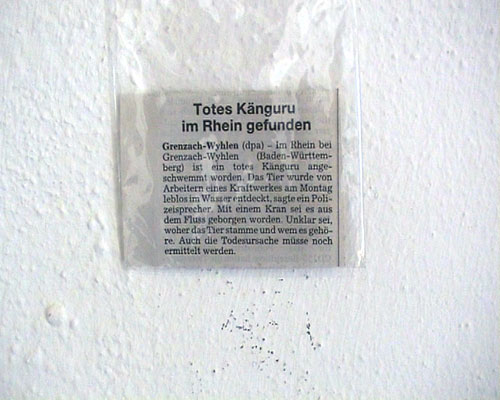 Totes Känguru
im Rhein gefunden
Grenzach-Wyhlen (dpa) – Im Rhein bei
Grenzach-Wyhlen (Baden-Württem-
berg) ist ein totes Känguru ange-
schwemmt worden. Das Tier wurde von
Arbeitern eines Kraftwerkes am Montag
leblos im Wasser entdeckt, sagte ein Poli-
zeisprecher. Mit einem Kran sei es aus
dem Fluss geborgen worden. Unklar sei,
woher das Tier stamme und wem es gehö-
re. Auch die Todesursache müsse noch
ermittelt werden.